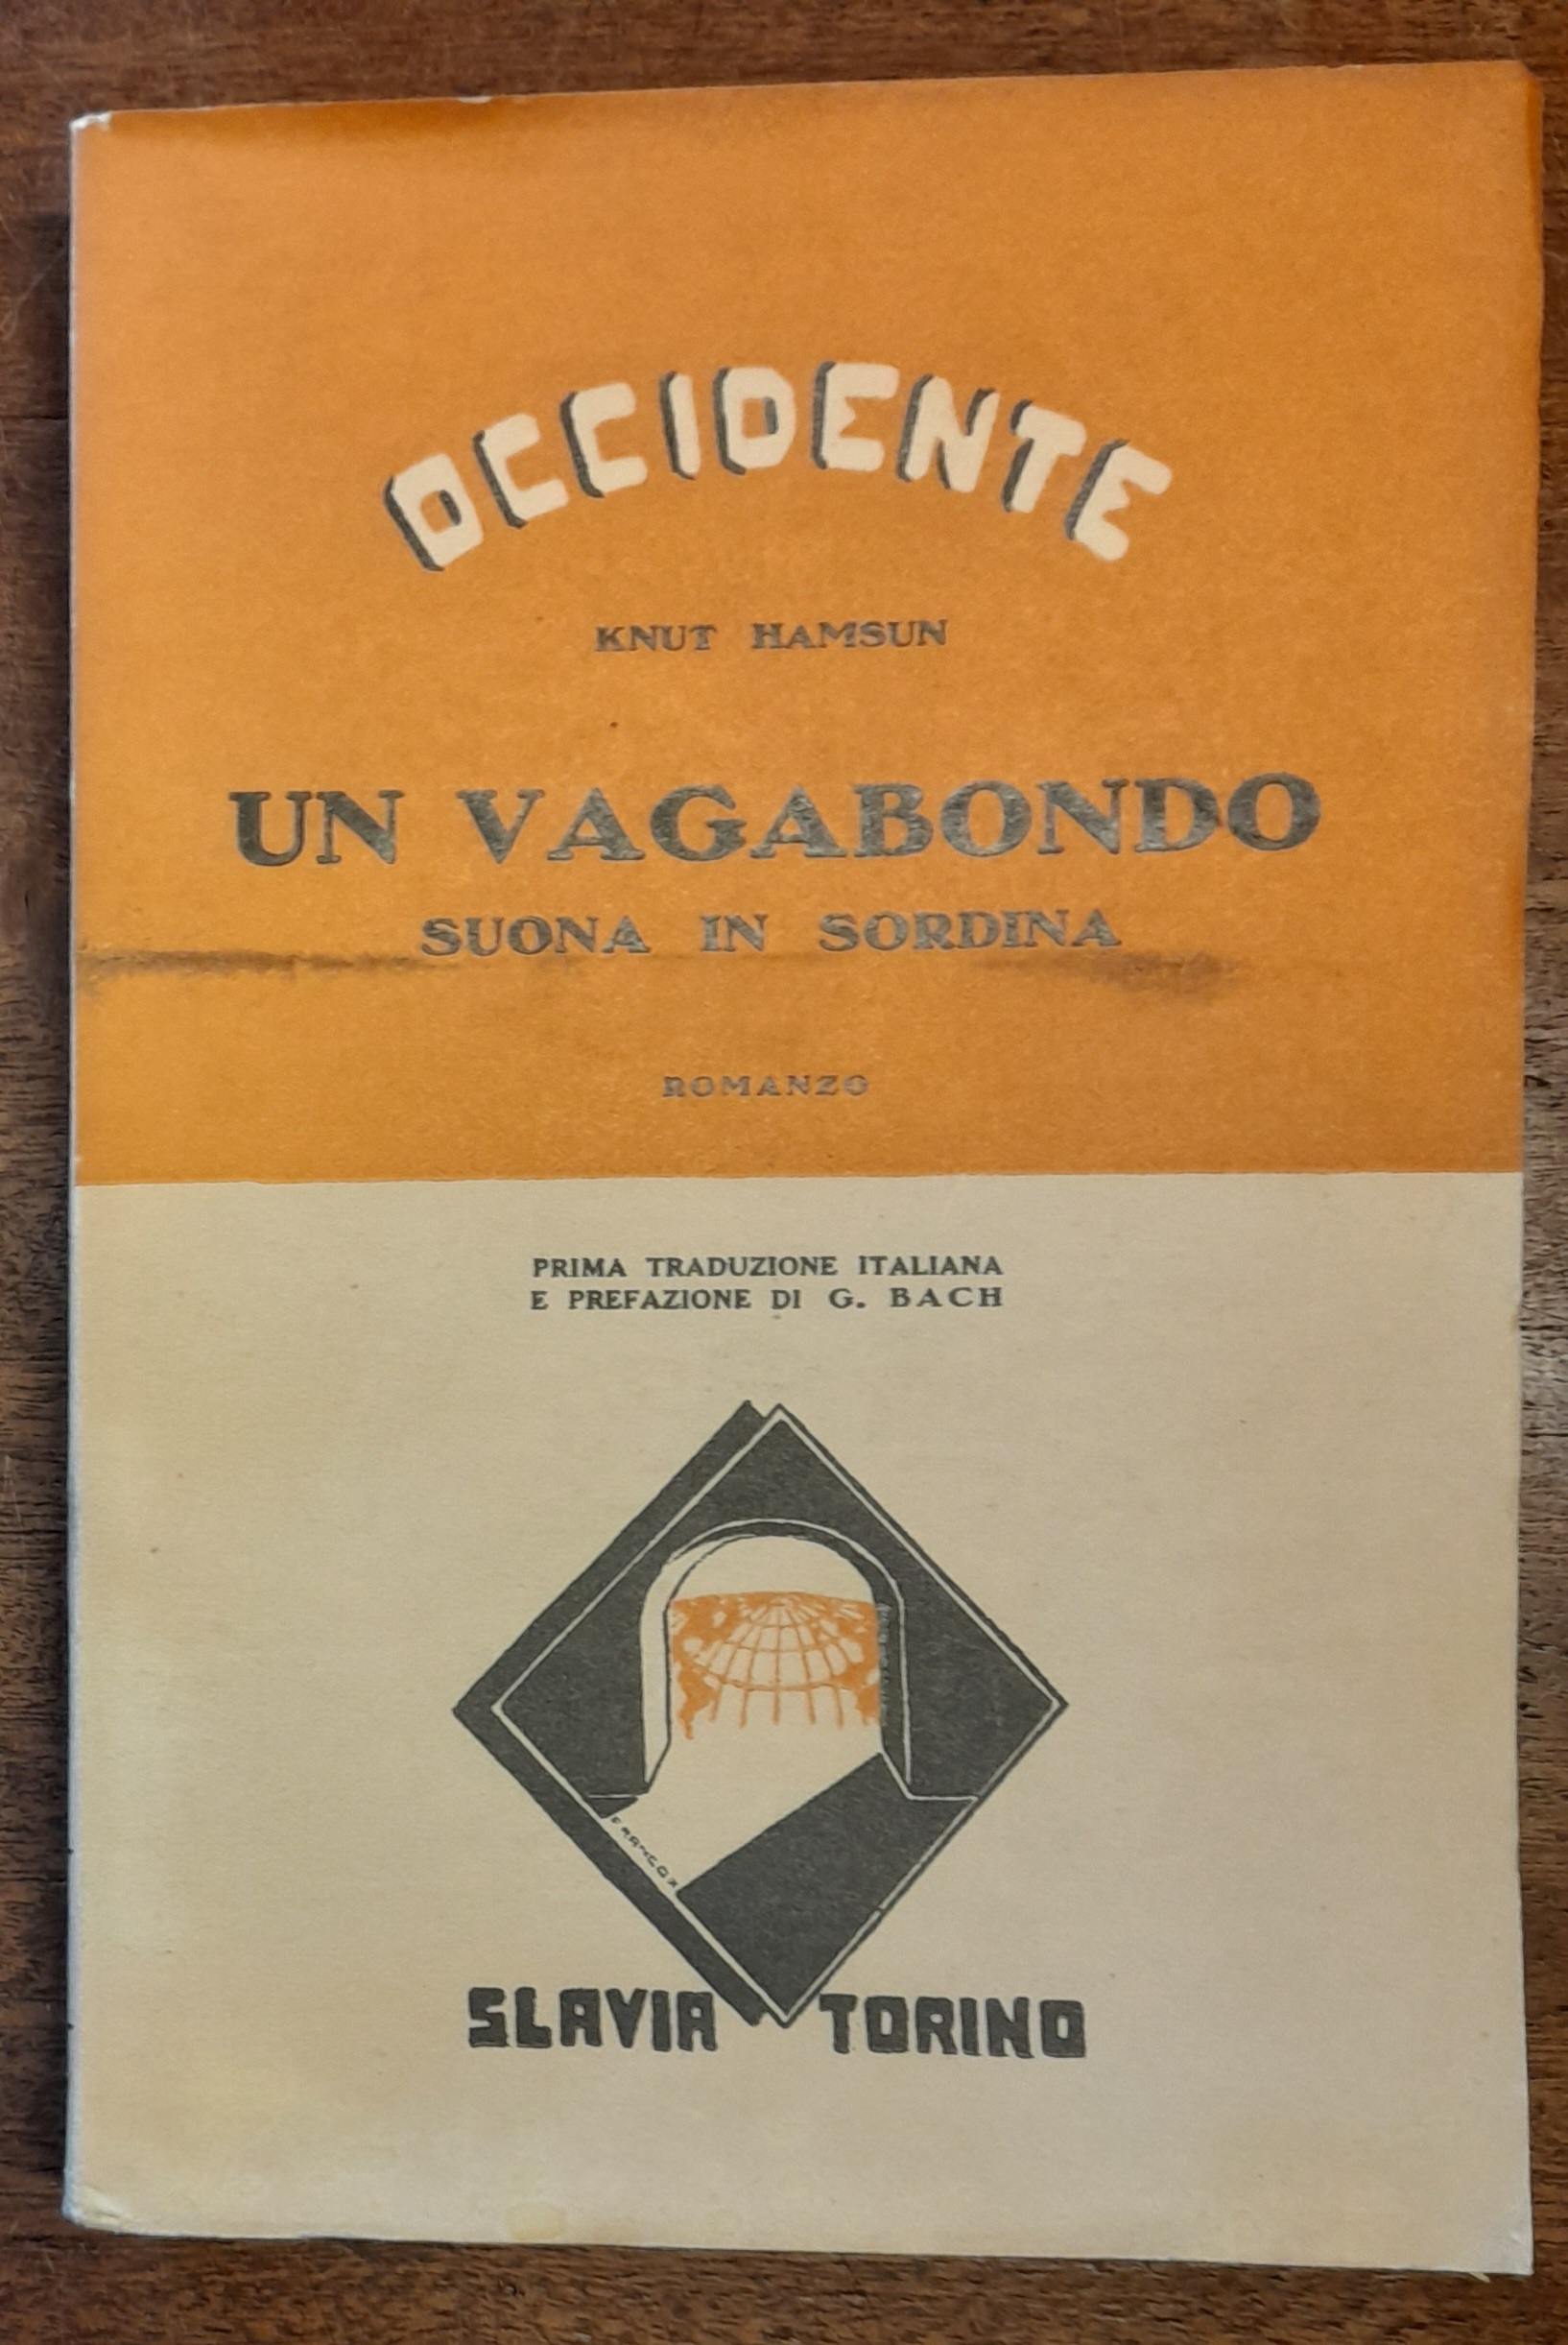 OCCIDENTE
KNUT HAMSUN
UN VAGABONDO
SUONA IN SORDINA
ROMANZO
PRIMA TRADUZIONE ITALIANA
E PREFAZIONE DI G. BACH
SLAVIA TORINO